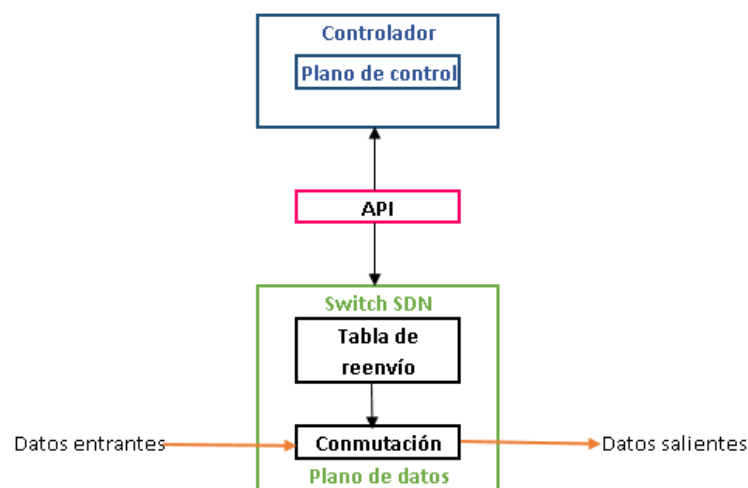 Controlador
Plano de control
API
Switch SDN
Tabla de
reenvío
Datos entrantes
Conmutación
Datos salientes
Plano de datos